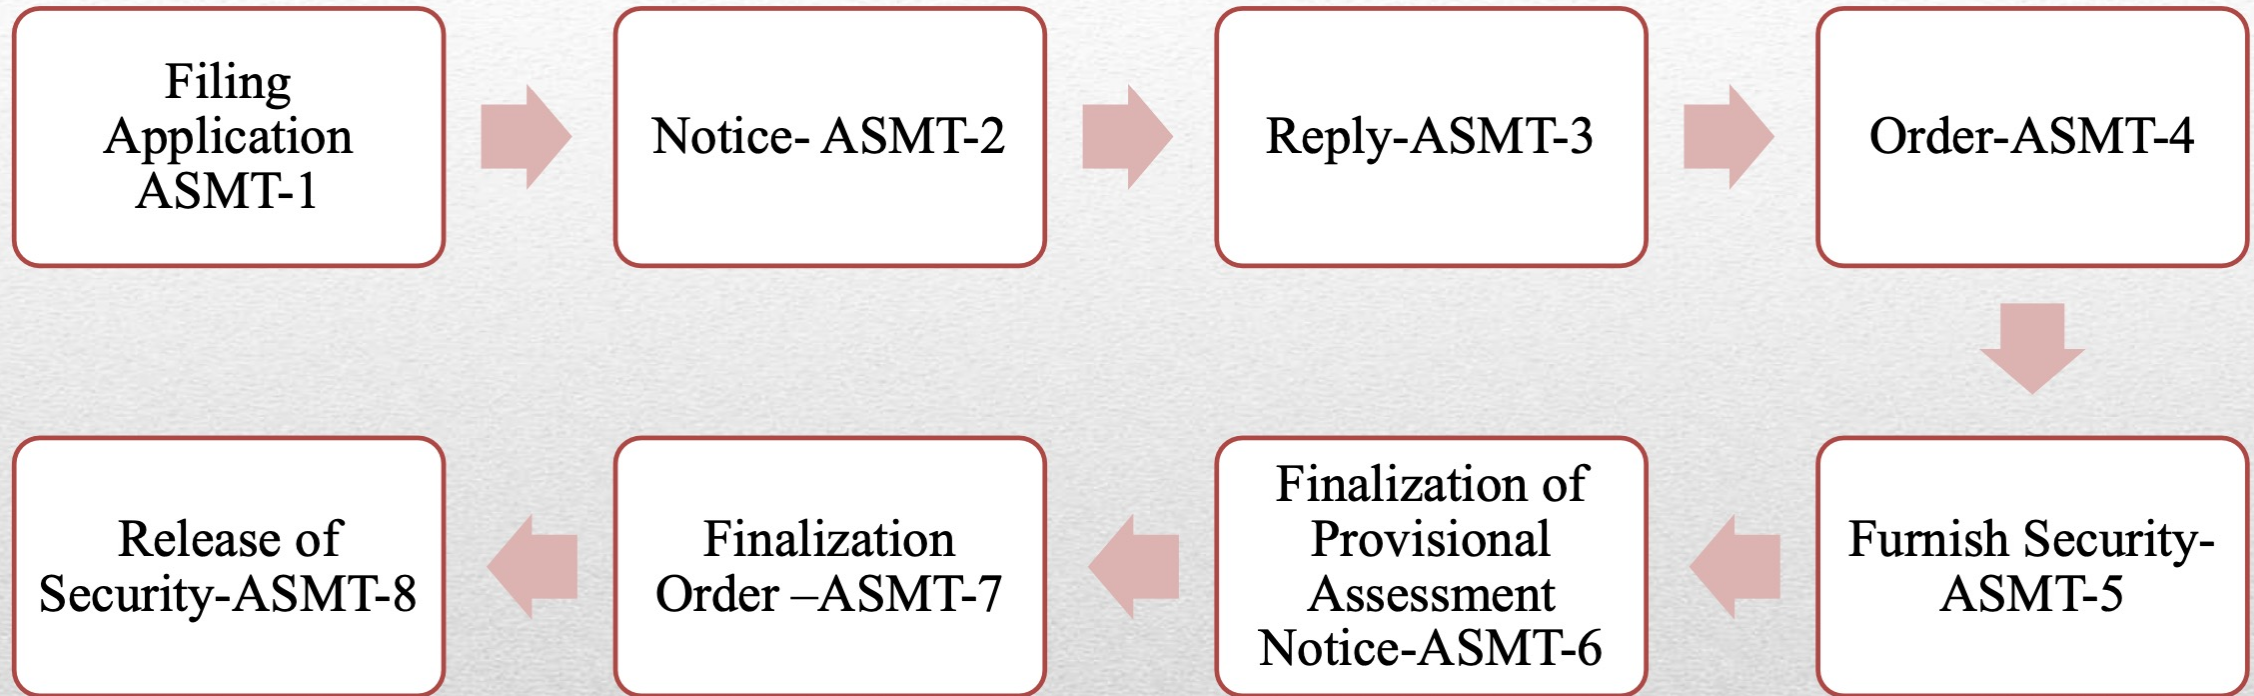 Filing
Application
ASMT-1
Notice- ASMT-2
Reply-ASMT-3
Order-ASMT-4
Furnish Security-
ASMT-5
Finalization of
Provisional
Assessment
Notice-ASMT-6
Finalization
Order –ASMT-7
Release of
Security-ASMT-8